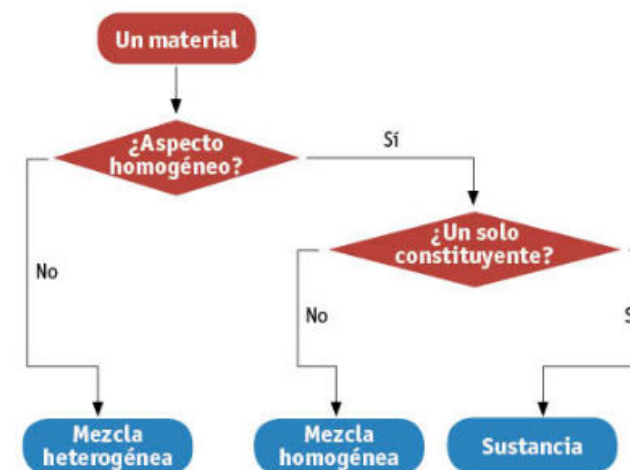 Un material
¿Aspecto
homogéneo?
Sí
¿Un solo
constituyente?
No
No
Mezcla
heterogénea
Mezcla
homogénea
Sustancia